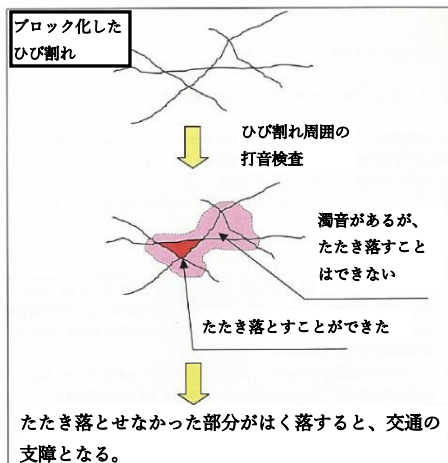 ブロック化した
ひび割れ
ひび割れ周囲の
打音検査
濁音があるが、
たたき落すこと
はできない
たたき落とすことができた
たたき落とせなかった部分がはく落すると、交通の
支障となる。